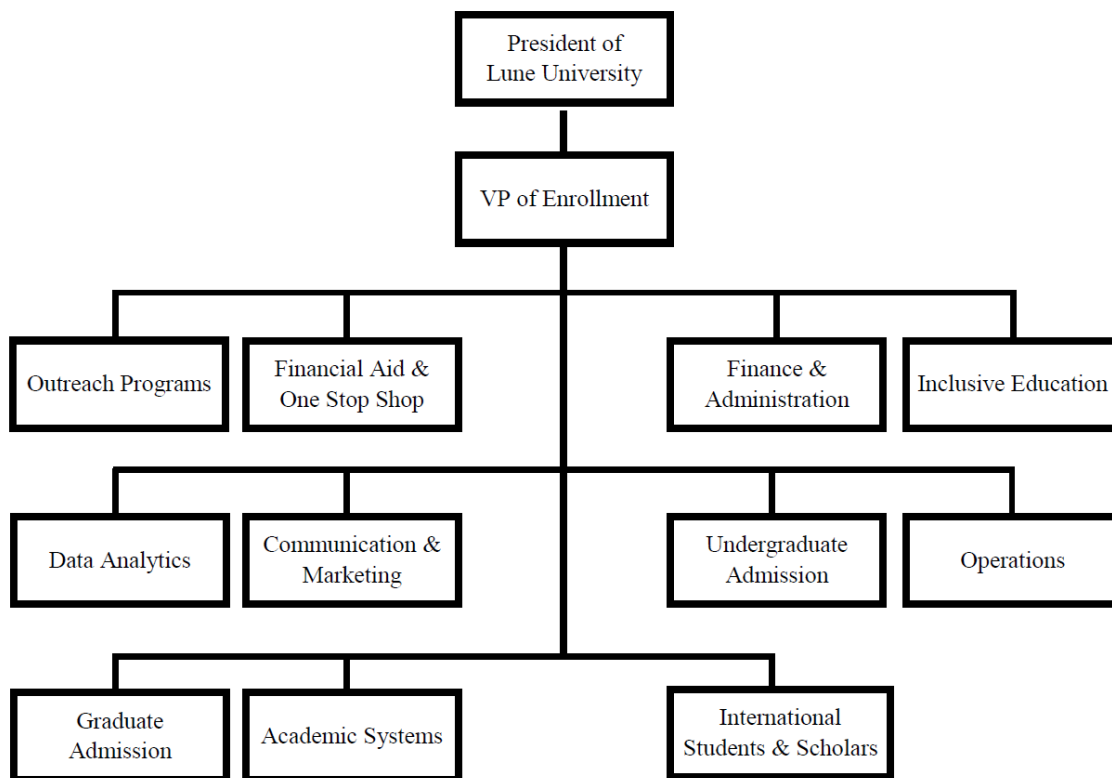 President of
Lune University
VP of Enrollment
Outreach Programs
Financial Aid &
One Stop Shop
Finance &
Administration
Inclusive Education
Data Analytics
Communication &
Marketing
Undergraduate
Admission
Operations
Graduate
Admission
Academic Systems
International
Students & Scholars